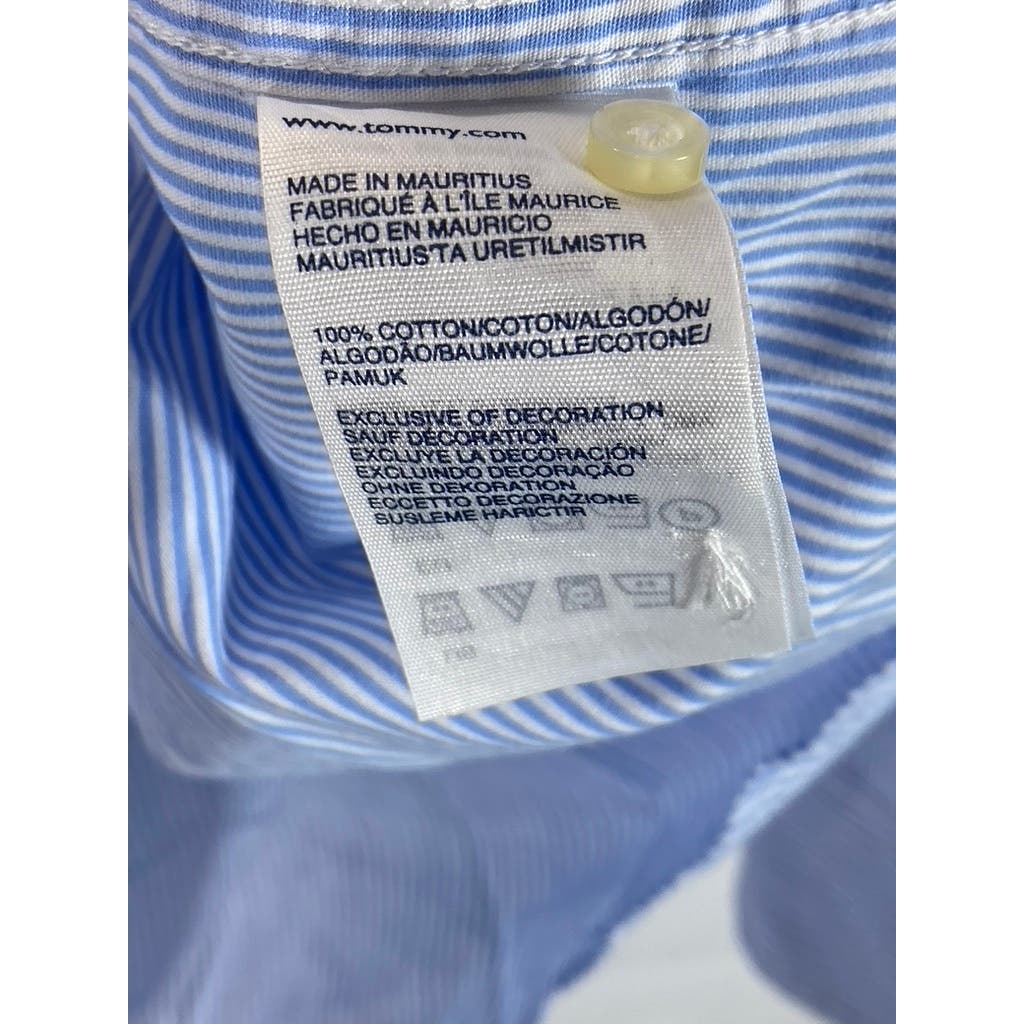 www.tommy.com
MADE IN MAURITIUS
FABRIQUÉ À L'ÎLE MAURICE
HECHO EN MAURICIO
MAURITIUS'TA URETILMISTIR
100% COTTON/COTON/ALGODÓN/
ALGODÃO/BAUMWOLLE/COTONE/
PAMUK
EXCLUSIVE OF DECORATION
SAUF DECORATION
EXCLUYE LA DECORACIÓN
EXCLUINDO DECORAÇÃO
OHNE DEKORATION
ECCETTO DECORAZIONE
SUSLEME HARICTIR